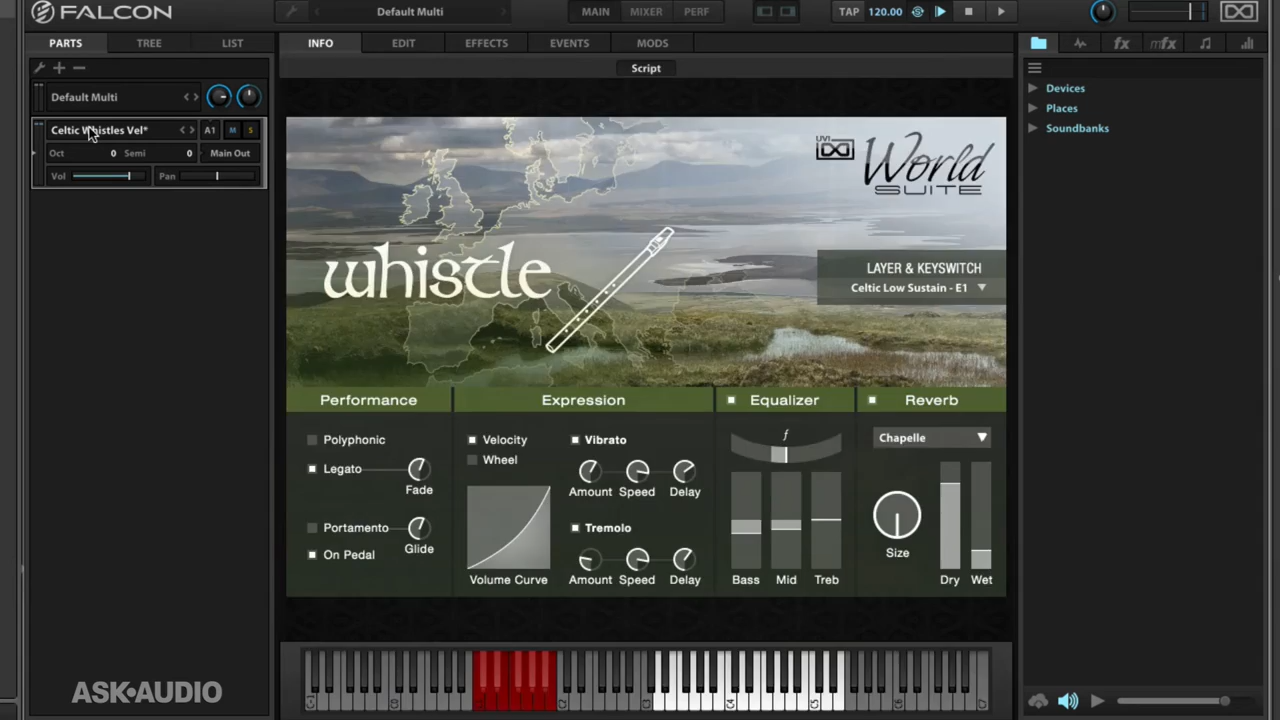 FALCON
Default Multi
MAIN MIXER PERF
TAP 120.00
PARTS TREE LIST
INFO EDIT EFFECTS EVENTS MODS
Script
Default Multi
Celtic Whistles Vel* A1 M S
Oct 0 Semi 0 Main Out
Vol Pan
Devices
Places
Soundbanks
UVI
World
SUITE
whistle
LAYER & KEYSWITCH
Celtic Low Sustain - E1
Performance
Polyphonic
Legato
Fade
Portamento
Glide
On Pedal
Expression
Velocity
Wheel
Volume Curve
Vibrato
Amount Speed Delay
Tremolo
Amount Speed Delay
Equalizer
f
Bass Mid Treb
Reverb
Chapelle
Size
Dry Wet
ASK•AUDIO